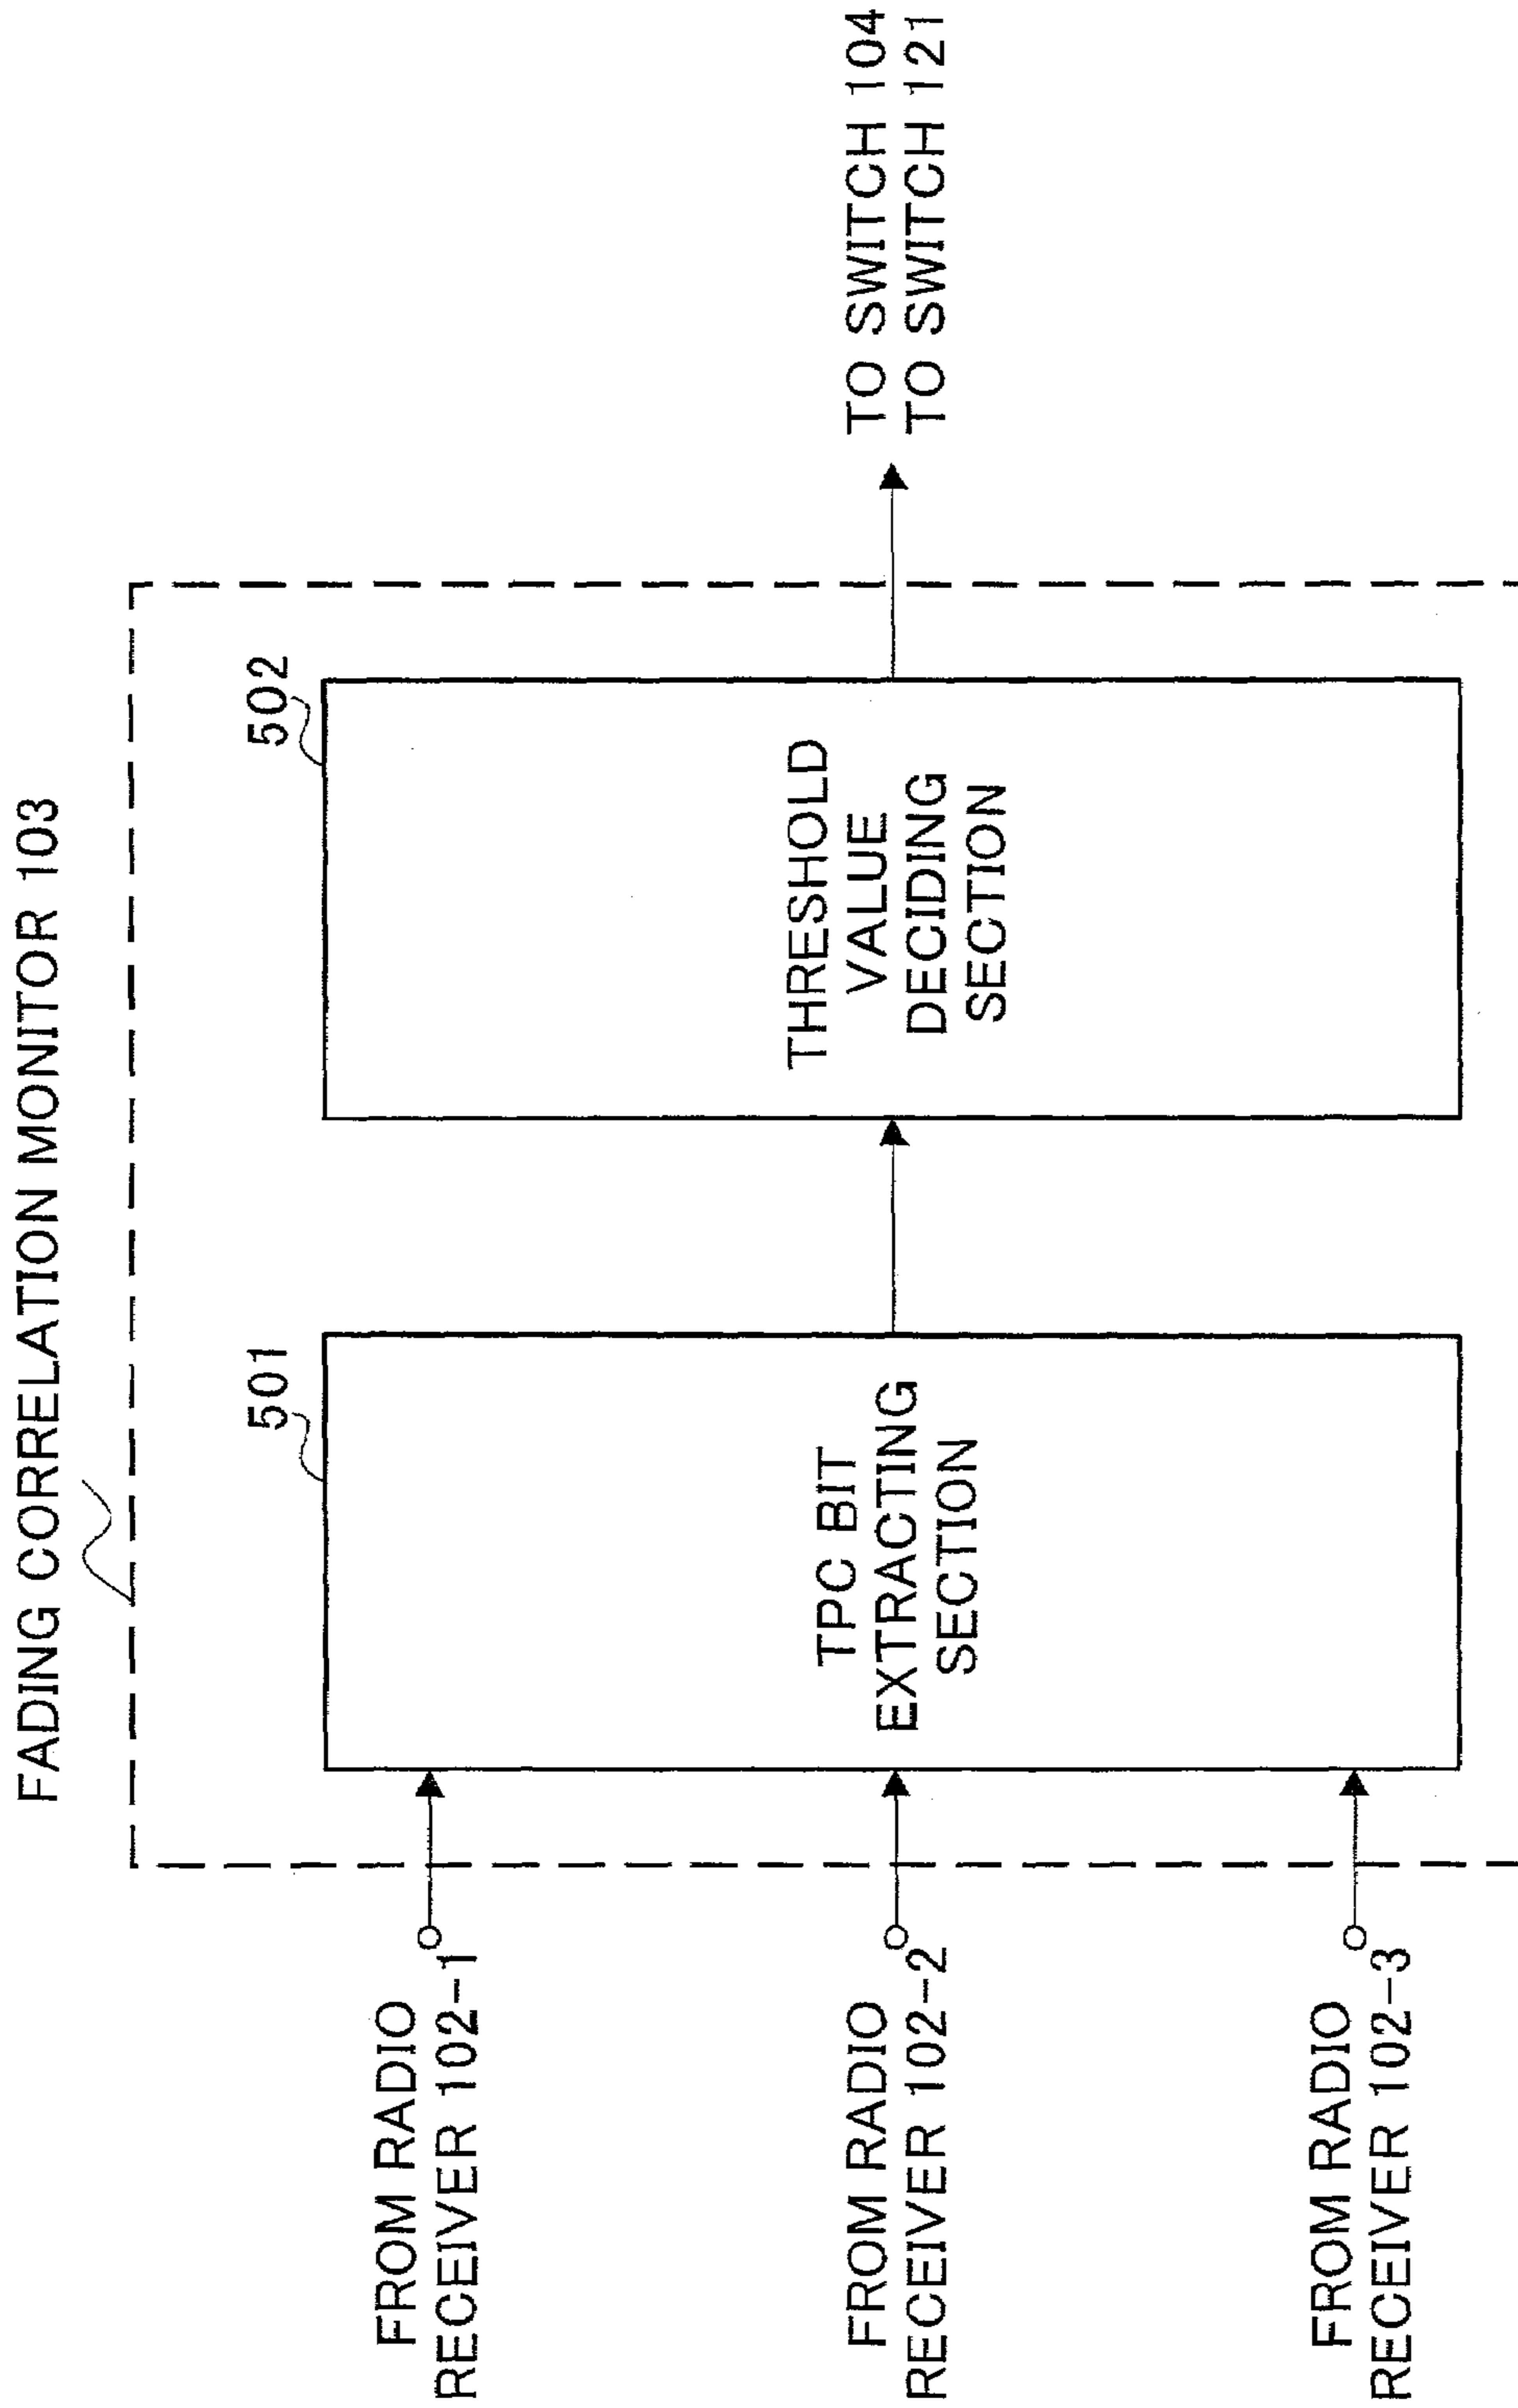 FADING CORRELATION MONITOR 103
FROM RADIO
RECEIVER 102-1
FROM RADIO
RECEIVER 102-2
FROM RADIO
RECEIVER 102-3
501
TPC BIT
EXTRACTING
SECTION
502
THRESHOLD
VALUE
DECIDING
SECTION
TO SWITCH 104
TO SWITCH 121